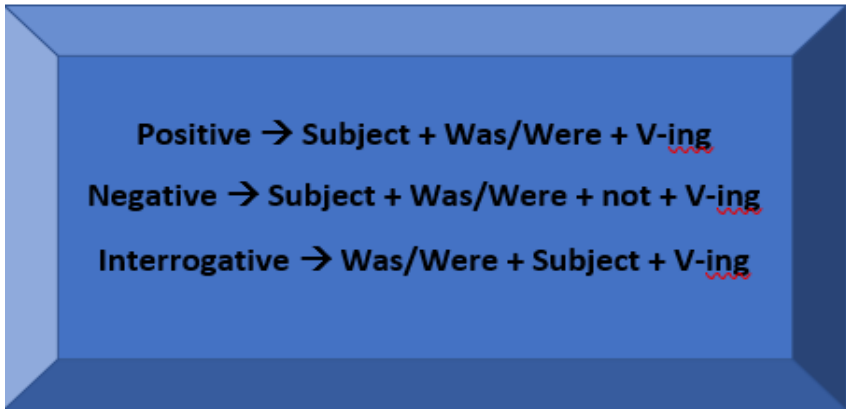 Positive → Subject + Was/Were + V-ing
Negative → Subject + Was/Were + not + V-ing
Interrogative → Was/Were + Subject + V-ing